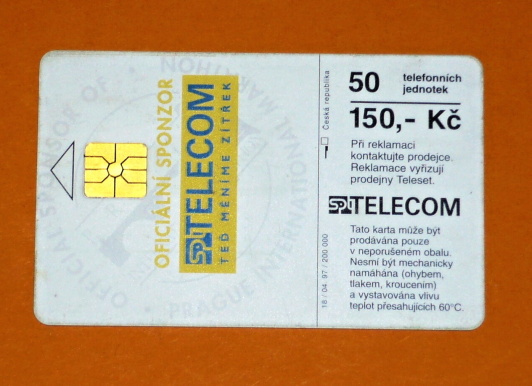 OFICIÁLNÍ SPONZOR
SPT TELECOM
TEĎ MĚNÍME ZÍTŘEK
OFFICIAL SPONSOR OF
PRAGUE INTERNATIONAL MARATHON
Česká republika
18 / 04. 97 / 200 000
50 telefonních
jednotek
150,- Kč
Při reklamaci
kontaktujte prodejce.
Reklamace vyřizují
prodejny Teleset.
SPT TELECOM
Tato karta může být
prodávána pouze
v neporušeném obalu.
Nesmí být mechanicky
namáhána (ohybem,
tlakem, kroucením)
a vystavována vlivu
teplot přesahujících 60°C.